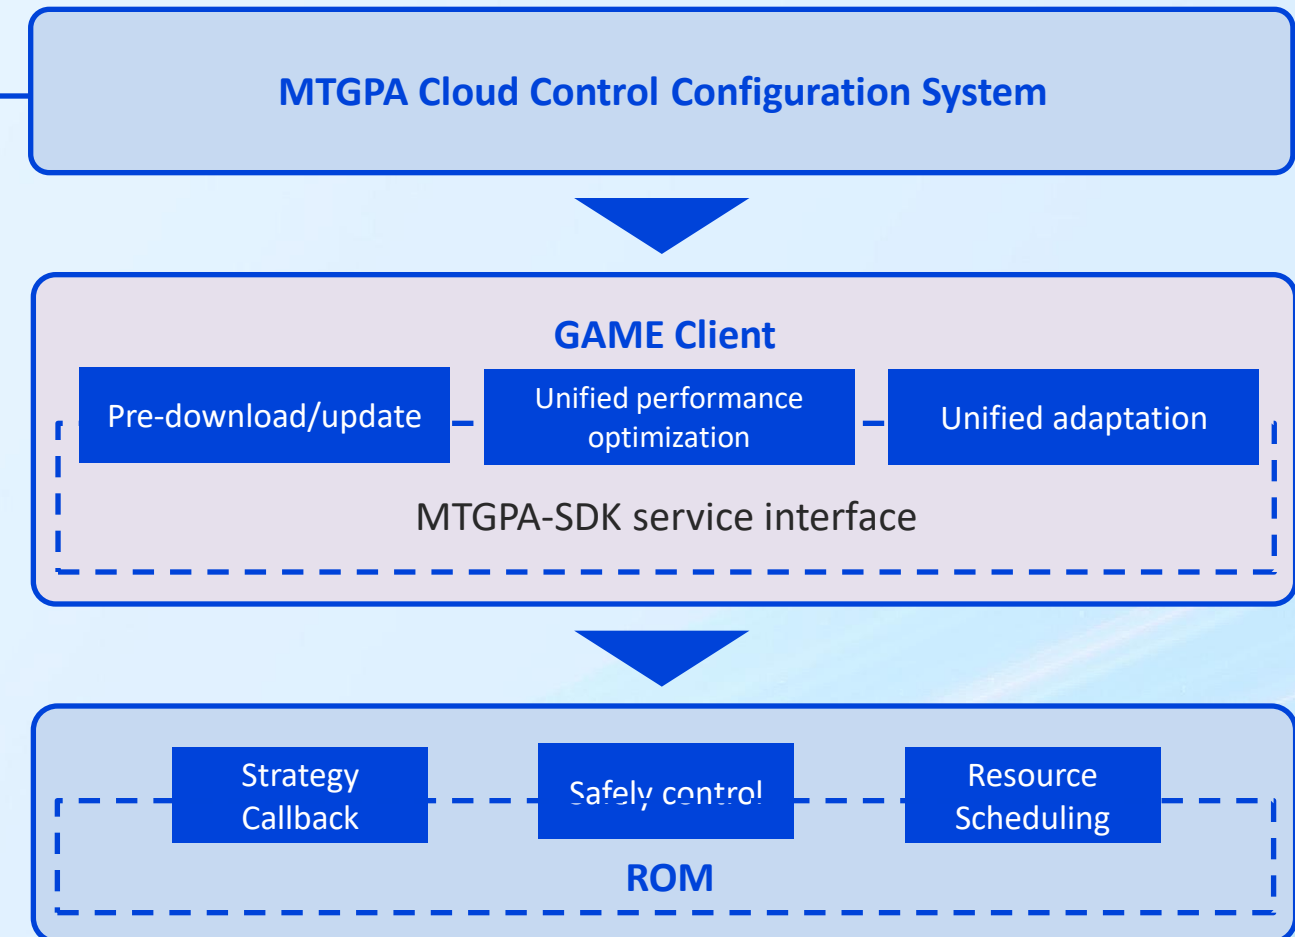 MTGPA Cloud Control Configuration System
GAME Client
Pre-download/update
Unified performance
optimization
Unified adaptation
MTGPA-SDK service interface
Strategy
Callback
Safely control
Resource
Scheduling
ROM